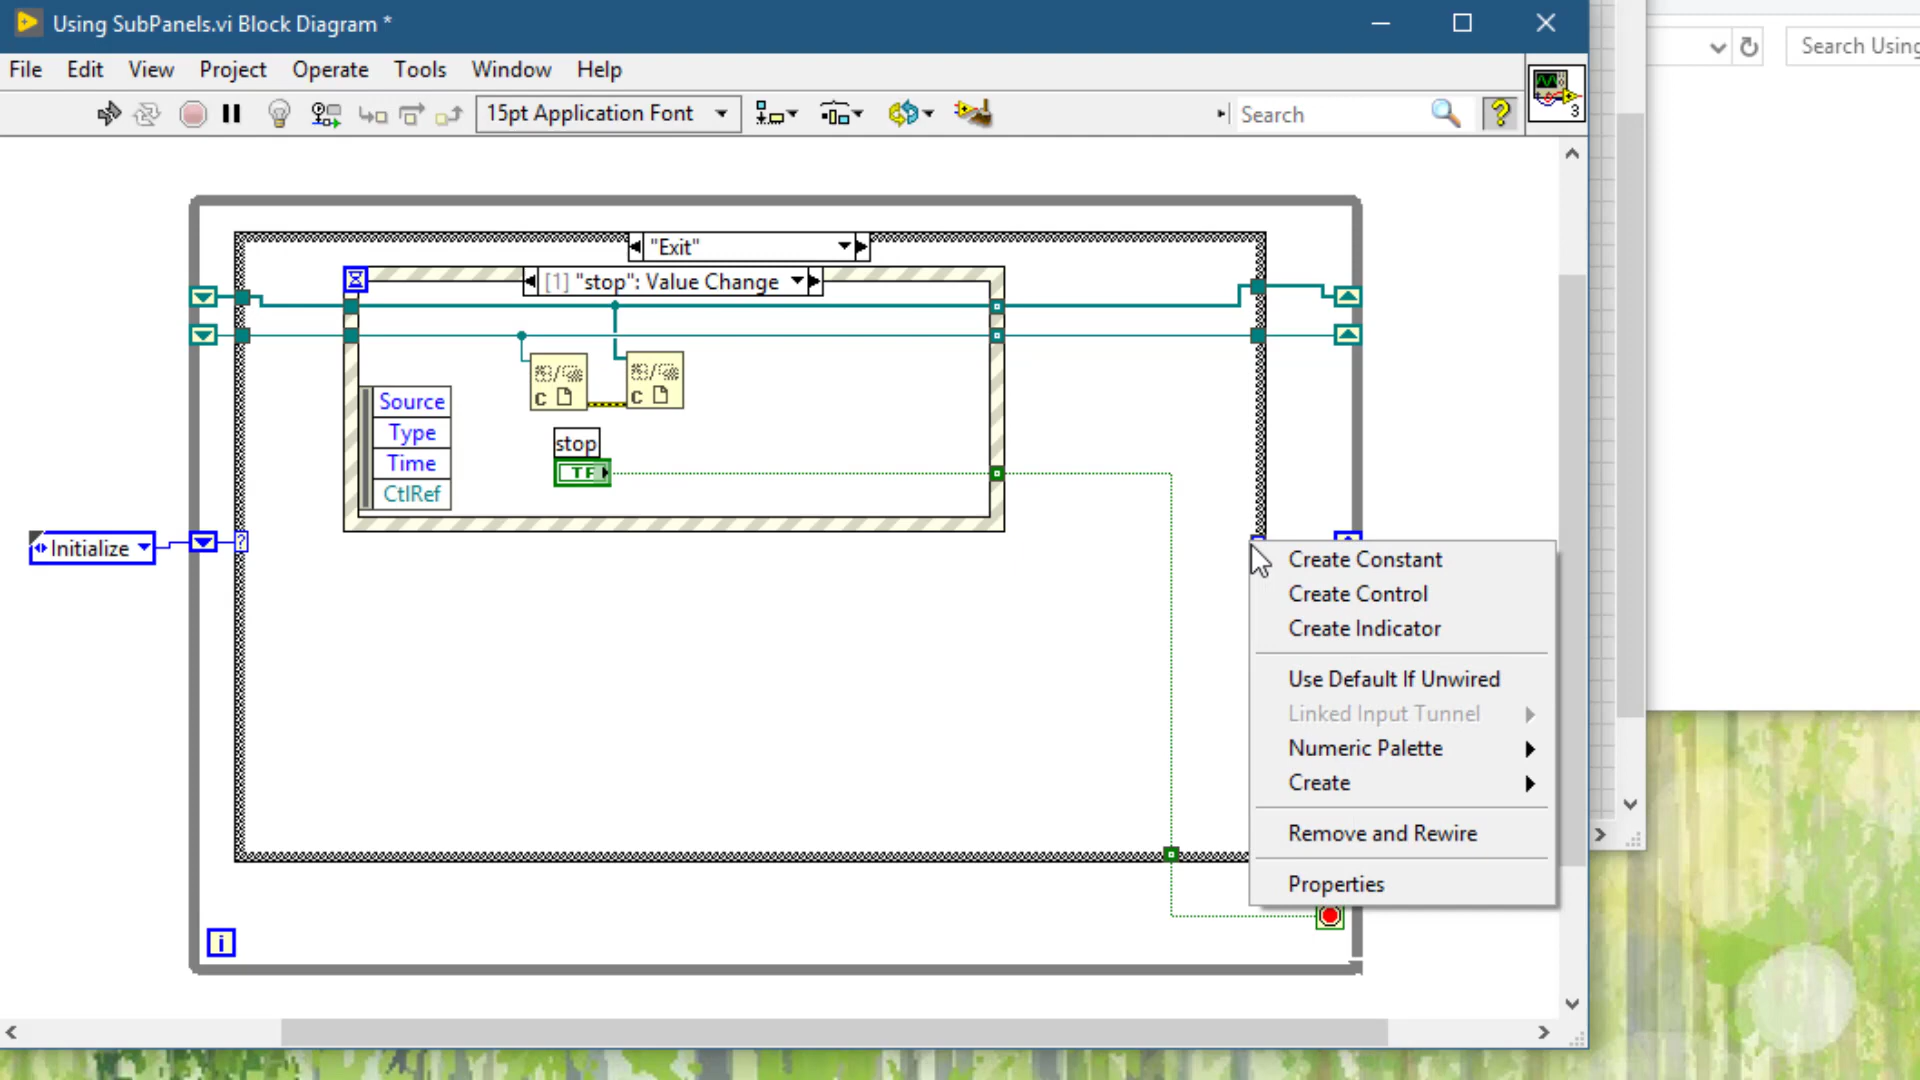 Using SubPanels.vi Block Diagram *
Search Using
File Edit View Project Operate Tools Window Help
15pt Application Font
Search
?
3
"Exit"
[1] "stop": Value Change
Source
Type
Time
CtlRef
C
C
stop
TF
Initialize
?
i
Create Constant
Create Control
Create Indicator
Use Default If Unwired
Linked Input Tunnel
Numeric Palette
Create
Remove and Rewire
Properties